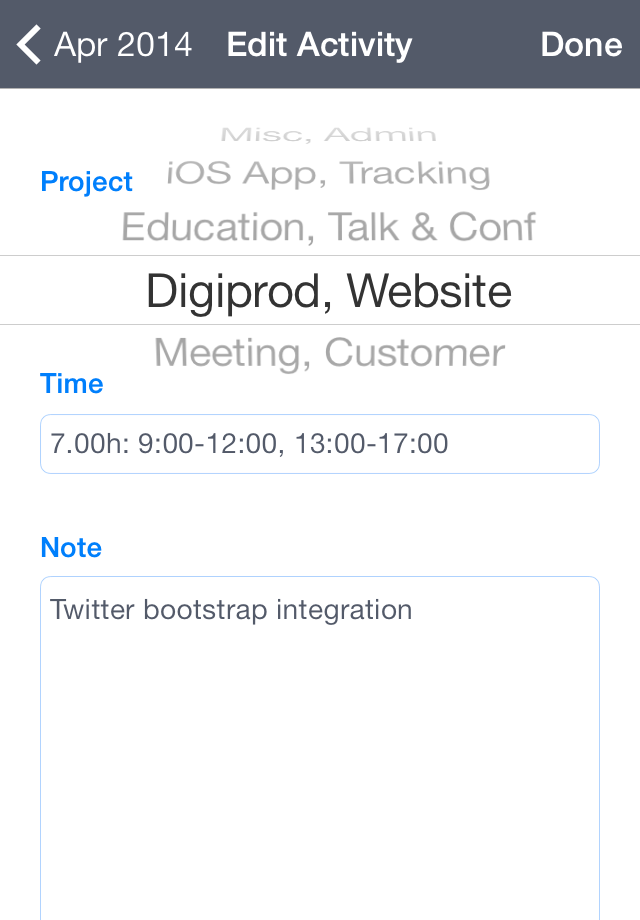 Apr 2014 Edit Activity Done
Misc, Admin
Project iOS App, Tracking
Education, Talk & Conf
Digiprod, Website
Meeting, Customer
Time
7.00h: 9:00-12:00, 13:00-17:00
Note
Twitter bootstrap integration